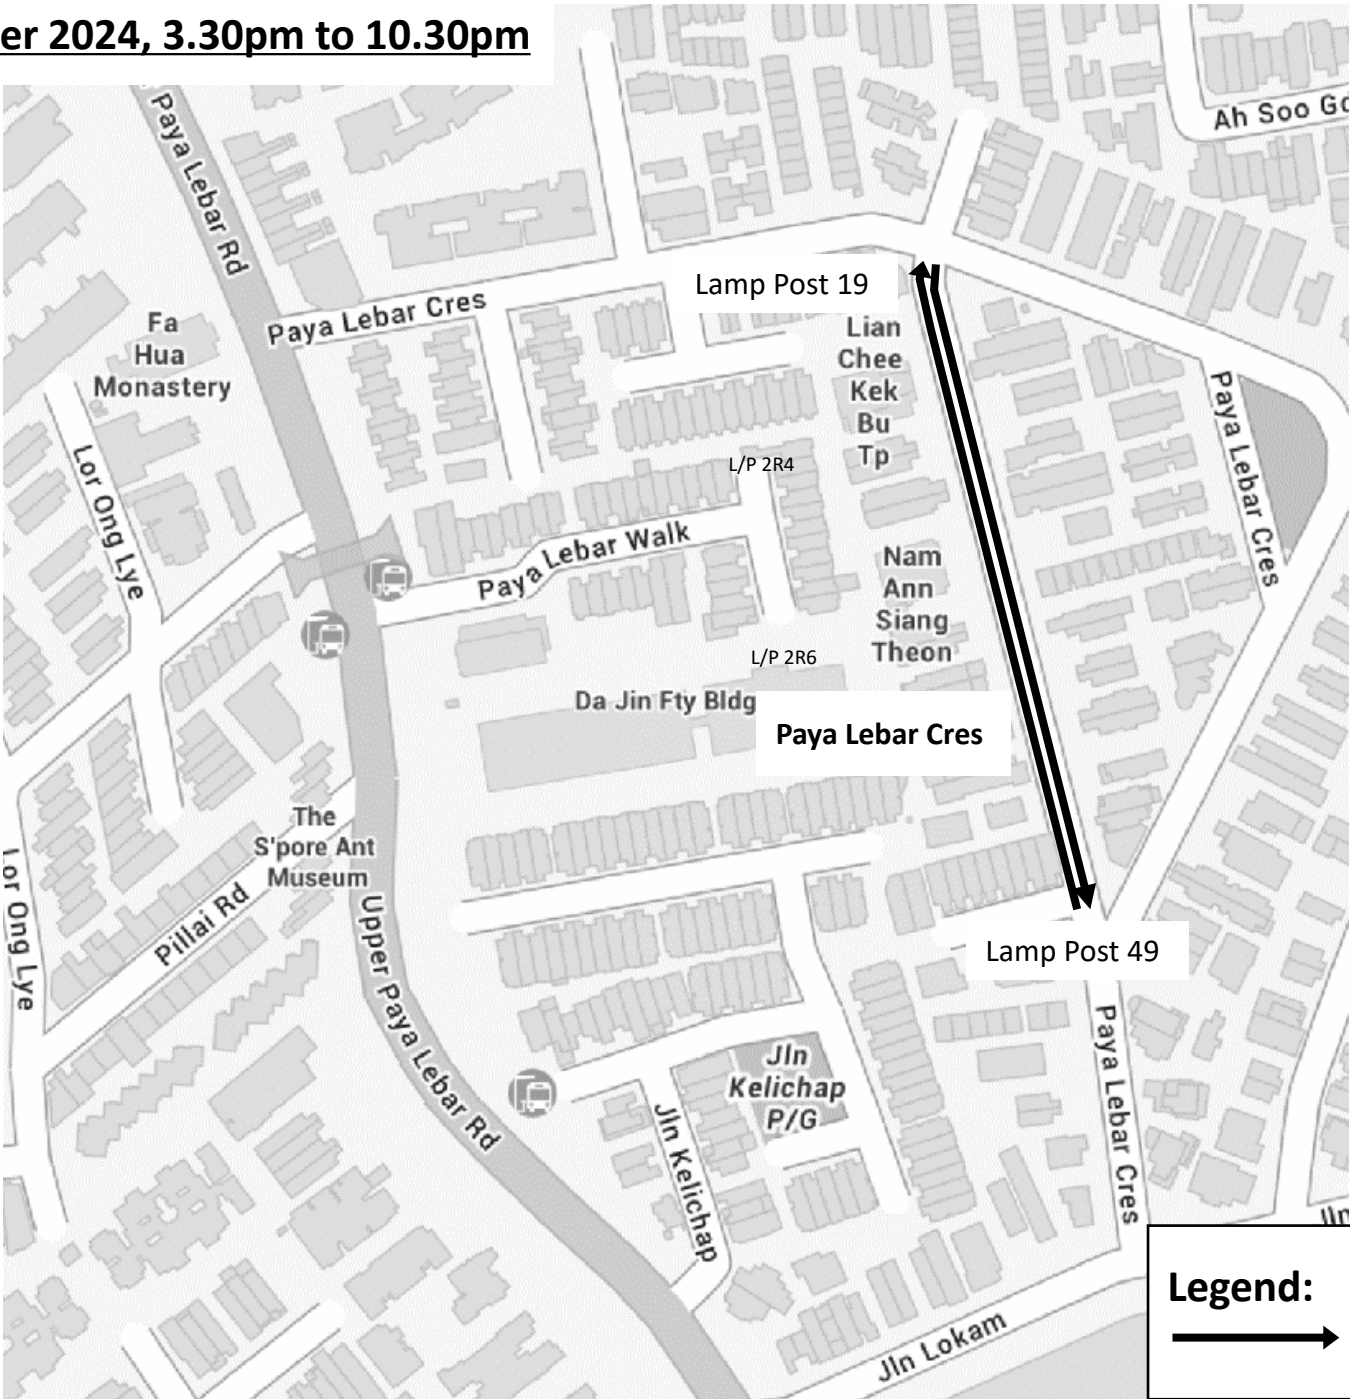 er 2024, 3.30pm to 10.30pm
Paya Lebar Rd
Ah Soo Gd
Lamp Post 19
Paya Lebar Cres
Fa
Hua
Monastery
Lian
Chee
Kek
Bu
Tp
Paya Lebar Cres
Lor Ong Lye
L/P 2R4
Paya Lebar Walk
Nam
Ann
Siang
Theon
L/P 2R6
Da Jin Fty Bldg
Paya Lebar Cres
The
S'pore Ant
Museum
Lor Ong Lye
Pillai Rd
Upper Paya Lebar Rd
Lamp Post 49
Paya Lebar Cres
Jln
Kelichap
P/G
Jln Kelichap
Jln
Legend:
Jln Lokam